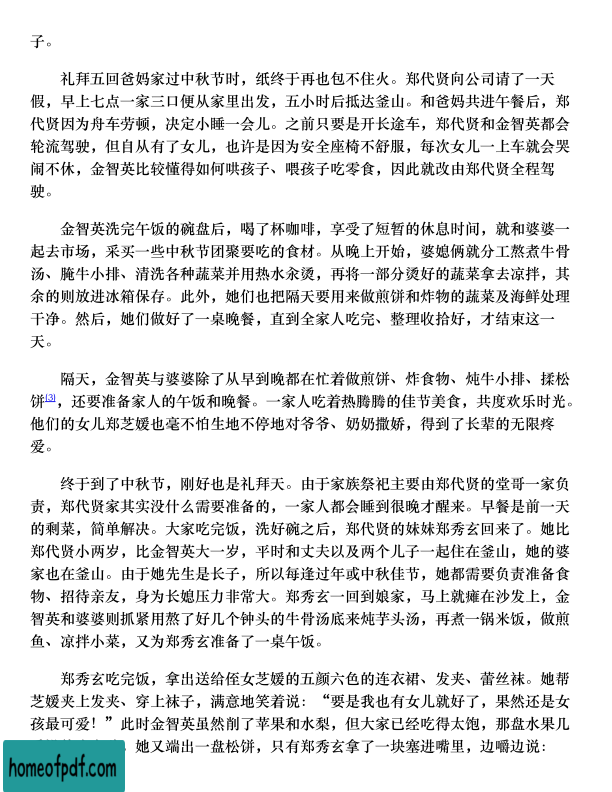 子。
礼拜五回爸妈家过中秋节时，纸终于再也包不住火。郑代贤向公司请了一天
假，早上七点一家三口便从家里出发，五小时后抵达釜山。和爸妈共进午餐后，郑
代贤因为舟车劳顿，决定小睡一会儿。之前只要是开长途车，郑代贤和金智英都会
轮流驾驶，但自从有了女儿，也许是因为安全座椅不舒服，每次女儿一上车就会哭
闹不休，金智英比较懂得如何哄孩子、喂孩子吃零食，因此就改由郑代贤全程驾
驶。
金智英洗完午饭的碗盘后，喝了杯咖啡，享受了短暂的休息时间，就和婆婆一
起去市场，采买一些中秋节团聚要吃的食材。从晚上开始，婆媳俩就分工熬煮牛骨
汤、腌牛小排、清洗各种蔬菜并用热水汆烫，再将一部分烫好的蔬菜拿去凉拌，其
余的则放进冰箱保存。此外，她们也把隔天要用来做煎饼和炸物的蔬菜及海鲜处理
干净。然后，她们做好了一桌晚餐，直到全家人吃完、整理收拾好，才结束这一
天。
隔天，金智英与婆婆除了从早到晚都在忙着做煎饼、炸食物、炖牛小排、揉松
饼[3]，还要准备家人的午饭和晚餐。一家人吃着热腾腾的佳节美食，共度欢乐时光。
他们的女儿郑芝媛也毫不怕生地不停地对爷爷、奶奶撒娇，得到了长辈的无限疼
爱。
终于到了中秋节，刚好也是礼拜天。由于家族祭祀主要由郑代贤的堂哥一家负
责，郑代贤家其实没什么需要准备的，一家人都会睡到很晚才醒来。早餐是前一天
的剩菜，简单解决。大家吃完饭，洗好碗之后，郑代贤的妹妹郑秀玄回来了。她比
郑代贤小两岁，比金智英大一岁，平时和丈夫以及两个儿子一起住在釜山，她的婆
家也在釜山。由于她先生是长子，所以每逢过年或中秋佳节，她都需要负责准备食
物、招待亲友，身为长媳压力非常大。郑秀玄一回到娘家，马上就瘫在沙发上，金
智英和婆婆则抓紧用熬了好几个钟头的牛骨汤底来炖芋头汤，再煮一锅米饭，做煎
鱼、凉拌小菜，又为郑秀玄准备了一桌午饭。
郑秀玄吃完饭，拿出送给侄女芝媛的五颜六色的连衣裙、发夹、蕾丝袜。她帮
芝媛夹上发夹、穿上袜子，满意地笑着说：“要是我也有女儿就好了，果然还是女
孩最可爱！”此时金智英虽然削了苹果和水梨，但大家已经吃得太饱，那盘水果几
她又端出一盘松饼，只有郑秀玄拿了一块塞进嘴里，边嚼边说：
homeofpdf.com